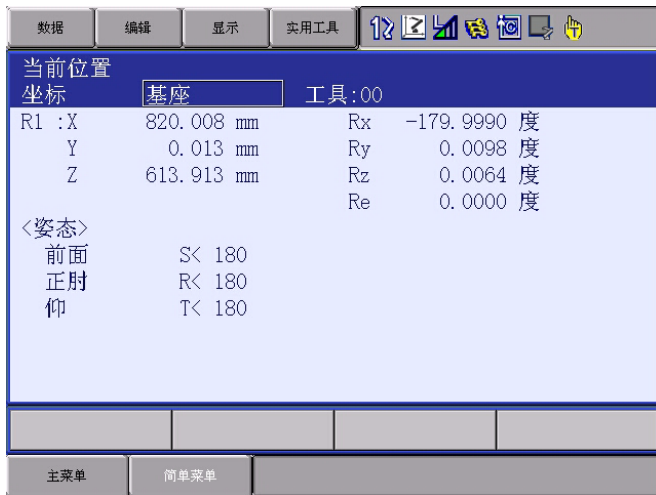 数据 编辑 显示 实用工具
当前位置
坐标 基座 工具:00
R1 :X 820.008 mm Rx -179.9990 度
Y 0.013 mm Ry 0.0098 度
Z 613.913 mm Rz 0.0064 度
Re 0.0000 度
<姿态>
前面 S< 180
正肘 R< 180
仰 T< 180
主菜单 简单菜单